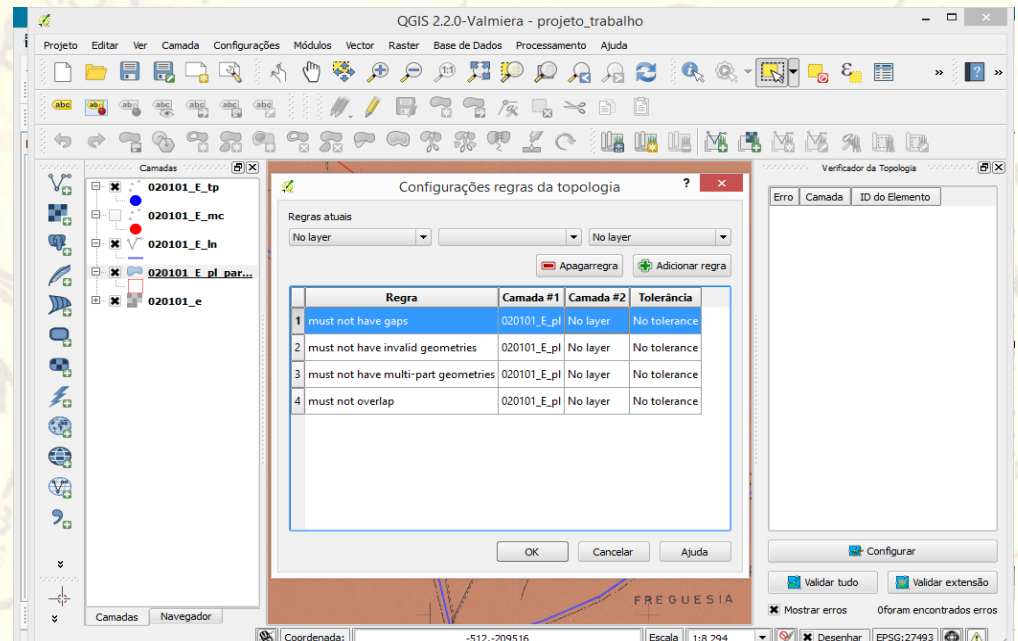 QGIS 2.2.0-Valmiera - projeto_trabalho
Projeto Editar Ver Camada Configurações Módulos Vector Raster Base de Dados Processamento Ajuda
abc
Camadas
020101_E_tp
020101_E_mc
020101_E_ln
020101_E_pl_par...
020101_e
Camadas Navegador
Configurações regras da topologia ?
Regras atuais
No layer No layer
Apagarregra Adicionar regra
Regra Camada #1 Camada #2 Tolerância
1 must not have gaps 020101_E_pl No layer No tolerance
2 must not have invalid geometries 020101_E_pl No layer No tolerance
3 must not have multi-part geometries 020101_E_pl No layer No tolerance
4 must not overlap 020101_E_pl No layer No tolerance
OK Cancelar Ajuda
FREGUESIA
Verificador da Topologia
Erro Camada ID do Elemento
Configurar
Validar tudo Validar extensão
Mostrar erros 0foram encontrados erros
Coordenada: -512,-209516 Escala 1:8 294 Desenhar EPSG:27493